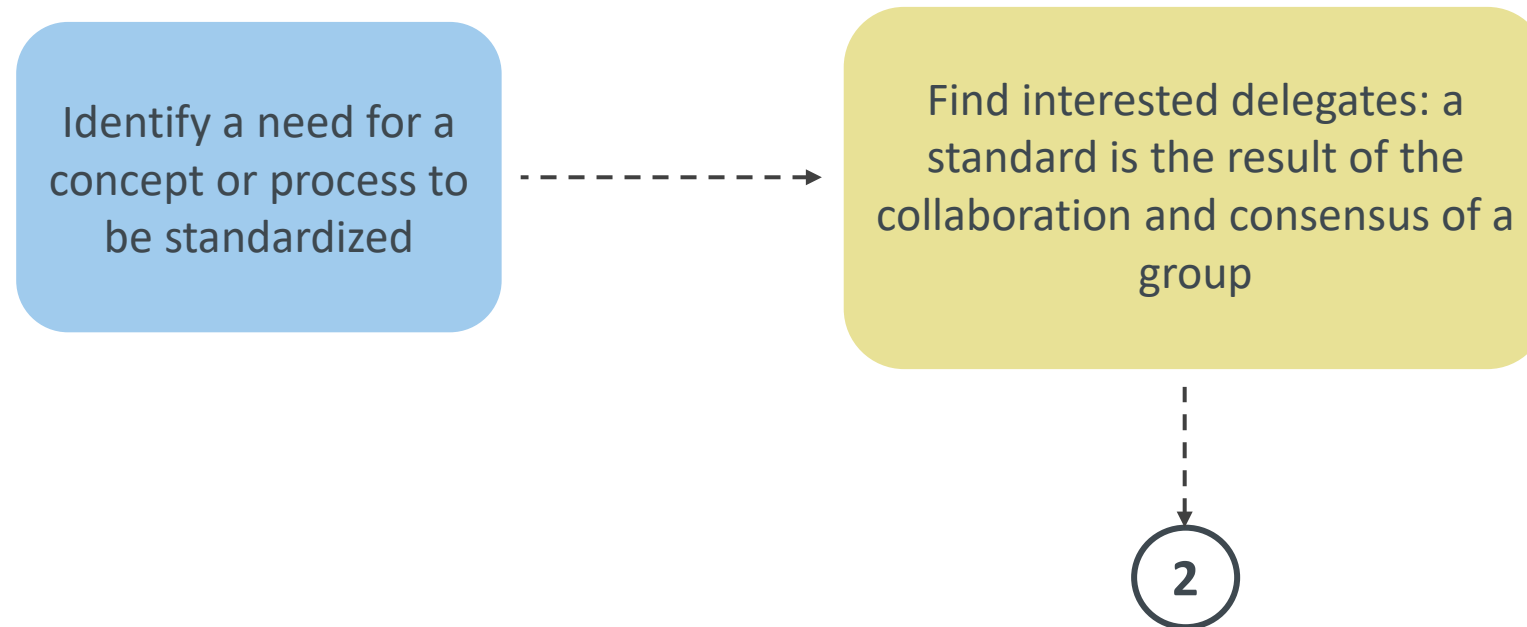 Identify a need for a
concept or process to
be standardized
Find interested delegates: a
standard is the result of the
collaboration and consensus of a
group
2